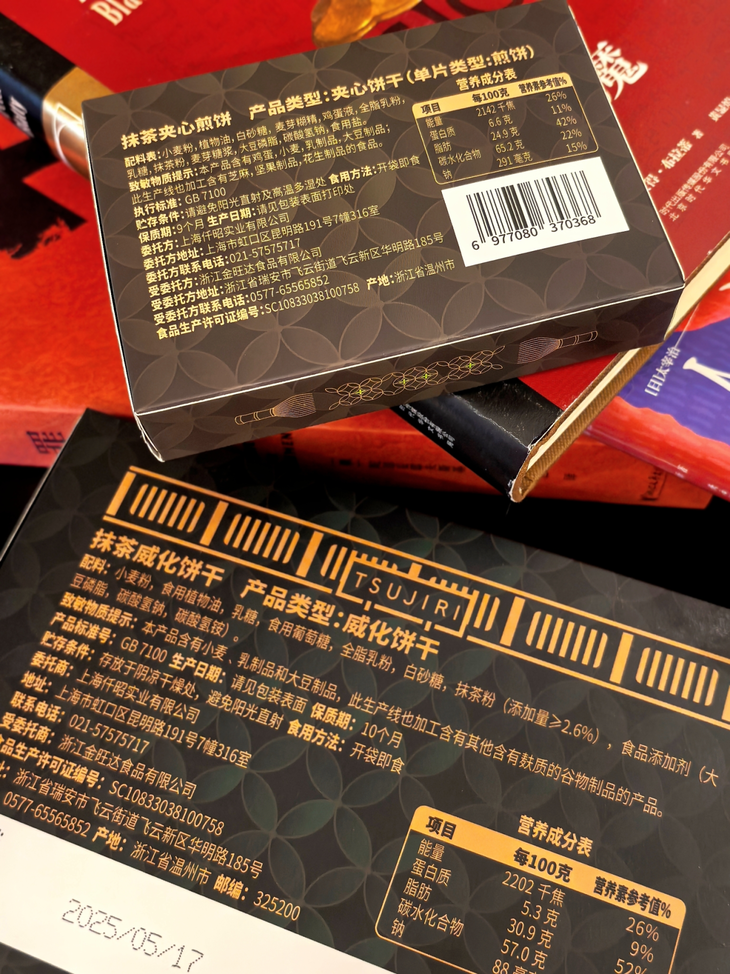 Bla
魔
抹茶夹心煎饼 产品类型:夹心饼干(单片类型:煎饼)
配料表:小麦粉,植物油,白砂糖,麦芽糊精,鸡蛋液,全脂乳粉,
乳糖,抹茶粉,麦芽糖浆,大豆磷脂,碳酸氢钠,食用盐。
致敏物质提示:本产品含有鸡蛋,小麦,乳制品,大豆制品;
此生产线也加工含有芝麻,坚果制品,花生制品的食品。
执行标准:GB 7100
贮存条件:请避免阳光直射及高温多湿处 食用方法:开袋即食
保质期:9个月 生产日期:请见包装表面打印处
委托方:上海仟昭实业有限公司
委托方地址:上海市虹口区昆明路191号7幢316室
委托方联系电话:021-57575717
受委托方:浙江金旺达食品有限公司
受委托方地址:浙江省瑞安市飞云街道飞云新区华明路185号
受委托方联系电话:0577-65565852
食品生产许可证编号:SC10833038100758 产地:浙江省温州市
营养成分表
项目 每100克 营养素参考值%
能量 2142 千焦 26%
蛋白质 6.6 克 11%
脂肪 24.9 克 42%
碳水化合物 65.2 克 22%
钠 291 毫克 15%
6 977080 370368
[日]太宰治
TSUJIRI
抹茶威化饼干 产品类型:威化饼干
配料:小麦粉,食用植物油,乳糖,食用葡萄糖,全脂乳粉,白砂糖,抹茶粉(添加量≥2.6%),食品添加剂(大
豆磷脂,碳酸氢钠,碳酸氢铵)。
致敏物质提示:本产品含有小麦、乳制品和大豆制品,此生产线也加工含有其他含有麸质的谷物制品的产品。
产品标准号:GB 7100 生产日期:请见包装表面 保质期:10个月
贮存条件:存放于阴凉干燥处,避免阳光直射 食用方法:开袋即食
委托商:上海仟昭实业有限公司
地址:上海市虹口区昆明路191号7幢316室
联系电话:021-57575717
受委托商:浙江金旺达食品有限公司
品生产许可证编号:SC10833038100758
:浙江省瑞安市飞云街道飞云新区华明路185号
0577-65565852 产地:浙江省温州市 邮编:325200
营养成分表
项目 每100克 营养素参考值%
能量 2202 千焦 26%
蛋白质 5.3 克 9%
脂肪 30.9 克 52%
碳水化合物 57.0 克
钠 88
2025/05/17